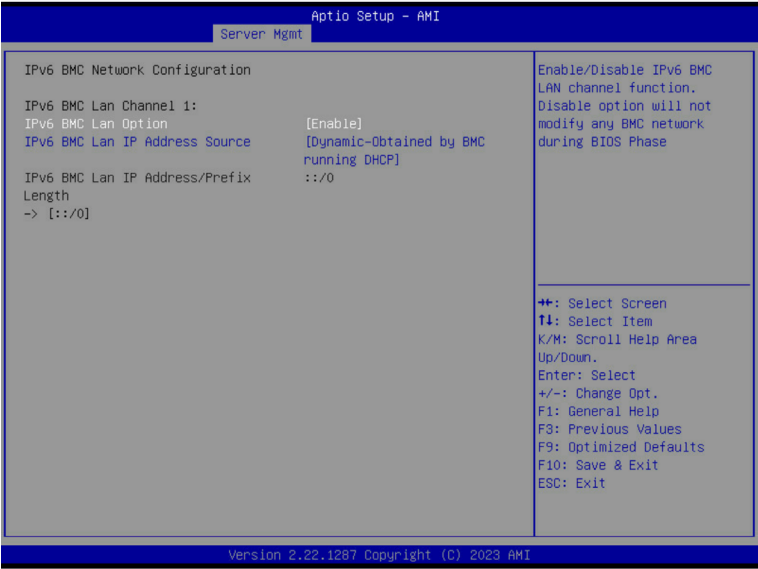 Aptio Setup - AMI
Server Mgmt
IPv6 BMC Network Configuration
IPv6 BMC Lan Channel 1:
IPv6 BMC Lan Option [Enable]
IPv6 BMC Lan IP Address Source [Dynamic-Obtained by BMC
running DHCP]
IPv6 BMC Lan IP Address/Prefix ::/0
Length
-> [::/0]
Enable/Disable IPv6 BMC
LAN channel function.
Disable option will not
modify any BMC network
during BIOS Phase
→←: Select Screen
↑↓: Select Item
K/M: Scroll Help Area
Up/Down.
Enter: Select
+/-: Change Opt.
F1: General Help
F3: Previous Values
F9: Optimized Defaults
F10: Save & Exit
ESC: Exit
Version 2.22.1287 Copyright (C) 2023 AMI